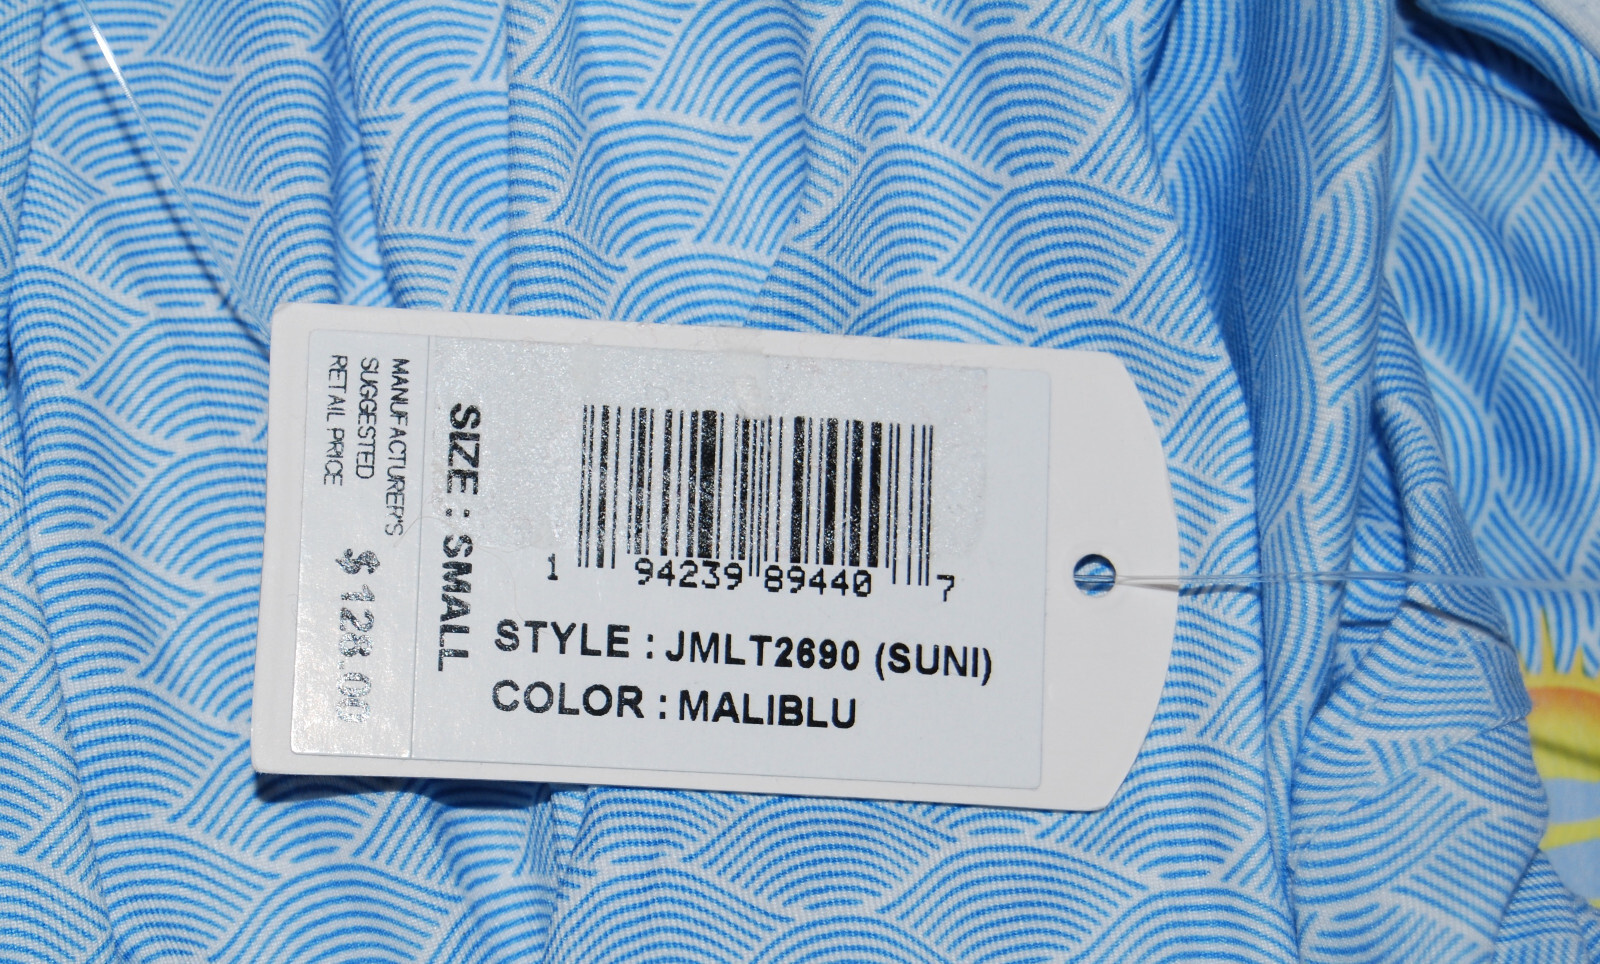 1 94239 89440 7
STYLE : JMLT2690 (SUNI)
COLOR : MALIBLU
SIZE : SMALL
MANUFACTURER'S
SUGGESTED
RETAIL PRICE
$128.00